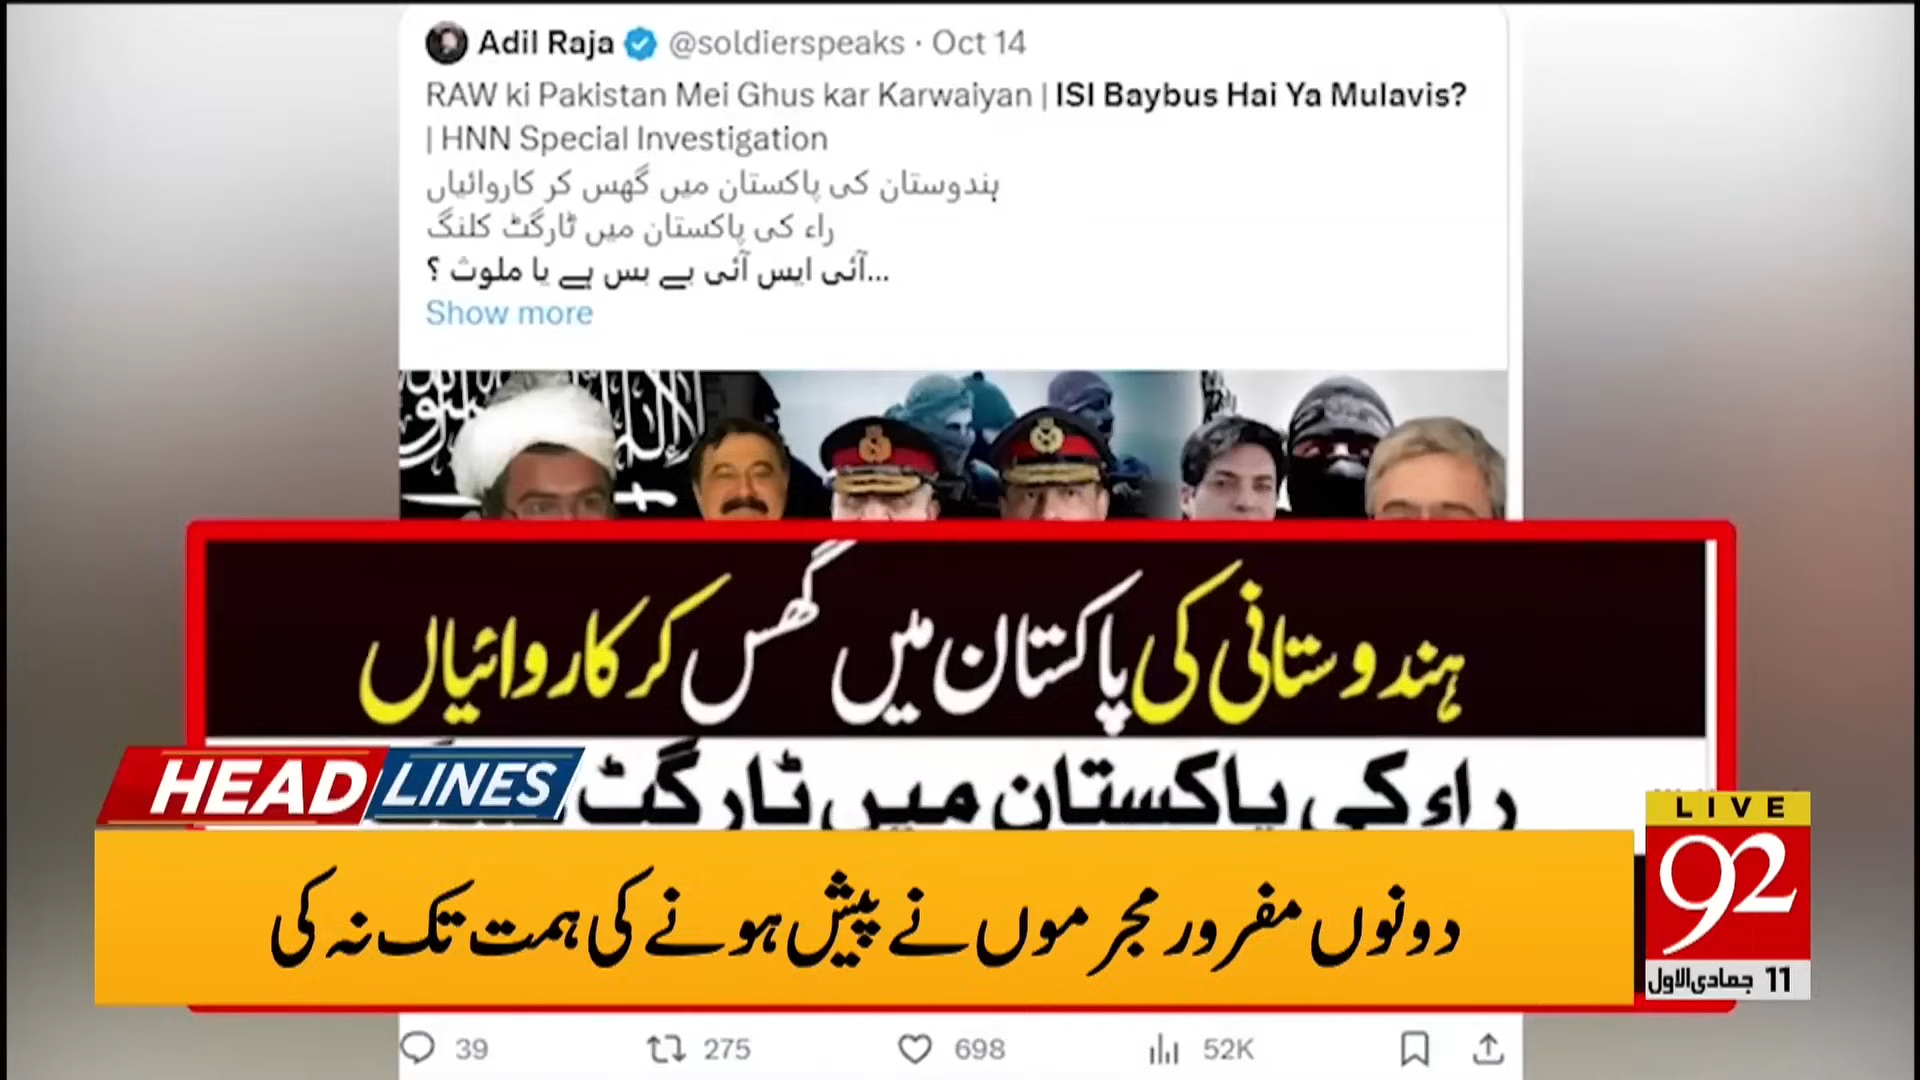 Adil Raja @soldierspeaks · Oct 14
RAW ki Pakistan Mei Ghus kar Karwaiyan | ISI Baybus Hai Ya Mulavis?
| HNN Special Investigation
ہندوستان کی پاکستان میں گھس کر کاروائیاں
راء کی پاکستان میں ٹارگٹ کلنگ
آئی ایس آئی بے بس ہے یا ملوث ؟...
Show more
ہندوستانی کی پاکستان میں گھس کر کاروائیاں
راء کی پاکستان میں ٹارگٹ
HEADLINES
دونوں مفرور مجرموں نے پیش ہونے کی ہمت تک نہ کی
LIVE
92
11 جمادی الاول
39 275 698 52K